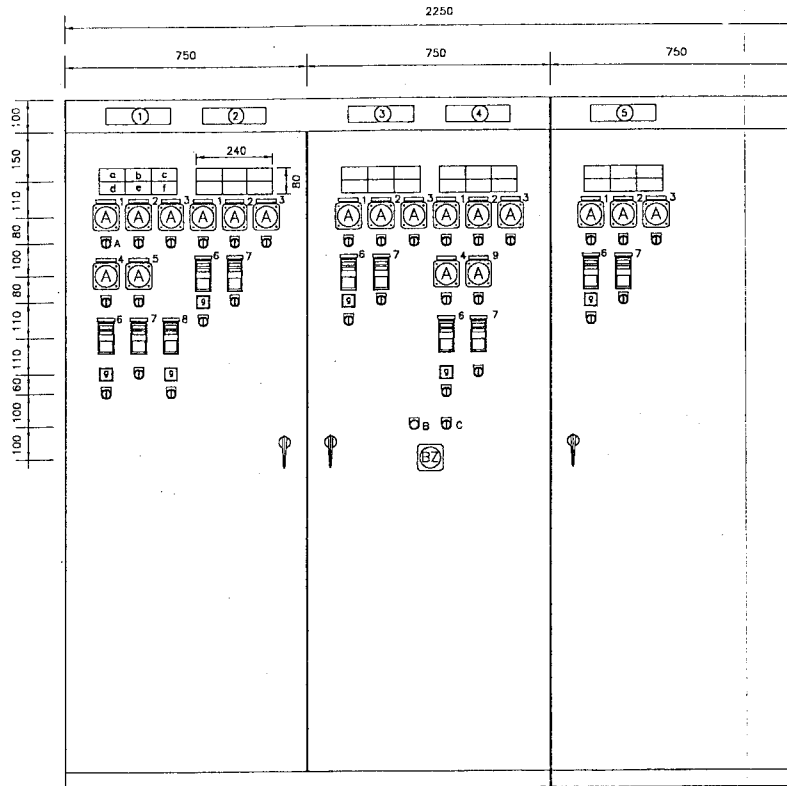 2250
750 750 750
100
① ② ③ ④ ⑤
150
240
a b c
d e f
80
110
1 2 3 1 2 3 1 2 3 1 2 3 1 2 3
A A A A A A A A A A A A A A A
80
A
4 5 6 7 6 7 4 9 6 7
100
A A A A
80
g g g
110
6 7 8 6 7
110
g g g
60
100
B C
100
BZ